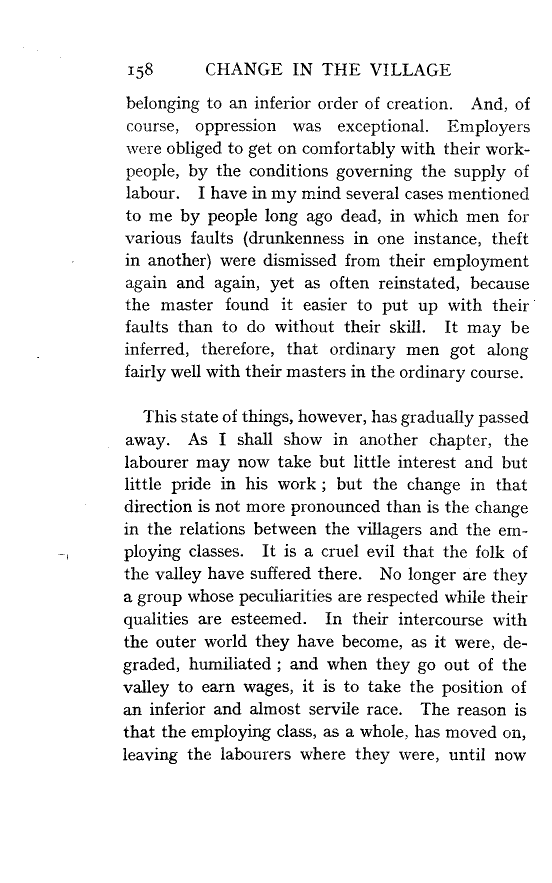 158 CHANGE IN THE VILLAGE
belonging to an inferior order of creation. And, of
course, oppression was exceptional. Employers
were obliged to get on comfortably with their work-
people, by the conditions governing the supply of
labour. I have in my mind several cases mentioned
to me by people long ago dead, in which men for
various faults (drunkenness in one instance, theft
in another) were dismissed from their employment
again and again, yet as often reinstated, because
the master found it easier to put up with their
faults than to do without their skill. It may be
inferred, therefore, that ordinary men got along
fairly well with their masters in the ordinary course.
This state of things, however, has gradually passed
away. As I shall show in another chapter, the
labourer may now take but little interest and but
little pride in his work ; but the change in that
direction is not more pronounced than is the change
in the relations between the villagers and the em-
ploying classes. It is a cruel evil that the folk of
the valley have suffered there. No longer are they
a group whose peculiarities are respected while their
qualities are esteemed. In their intercourse with
the outer world they have become, as it were, de-
graded, humiliated ; and when they go out of the
valley to earn wages, it is to take the position of
an inferior and almost servile race. The reason is
that the employing class, as a whole, has moved on,
leaving the labourers where they were, until now